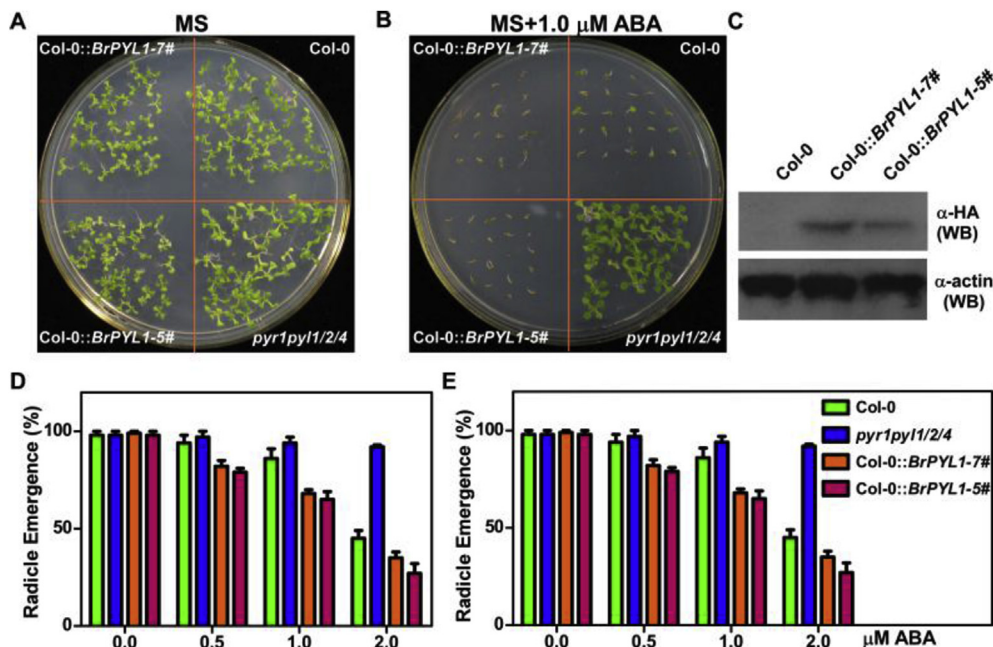 A
MS
Col-0::BrPYL1-7#
Col-0
Col-0::BrPYL1-5#
pyr1pyl1/2/4
B
MS+1.0 μM ABA
Col-0::BrPYL1-7#
Col-0
Col-0::BrPYL1-5#
pyr1pyl1/2/4
C
Col-0
Col-0::BrPYL1-7#
Col-0::BrPYL1-5#
α-HA
(WB)
α-actin
(WB)
D
Radicle Emergence (%)
100
50
0
0.0
0.5
1.0
2.0
E
Radicle Emergence (%)
100
50
0
0.0
0.5
1.0
2.0
μM ABA
Col-0
pyr1pyl1/2/4
Col-0::BrPYL1-7#
Col-0::BrPYL1-5#